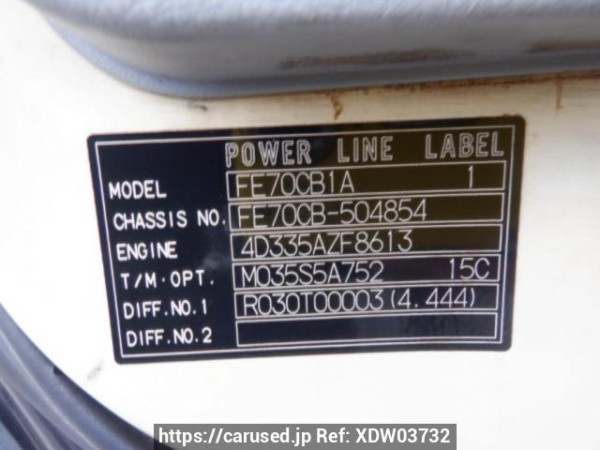 POWER LINE LABEL
MODEL FE70CB1A 1
CHASSIS NO. FE70CB-504854
ENGINE 4D335AZF8613
T/M·OPT. M035S5A752 15C
DIFF.NO.1 R030T00003(4.444)
DIFF.NO.2
https://carused.jp Ref: XDW03732